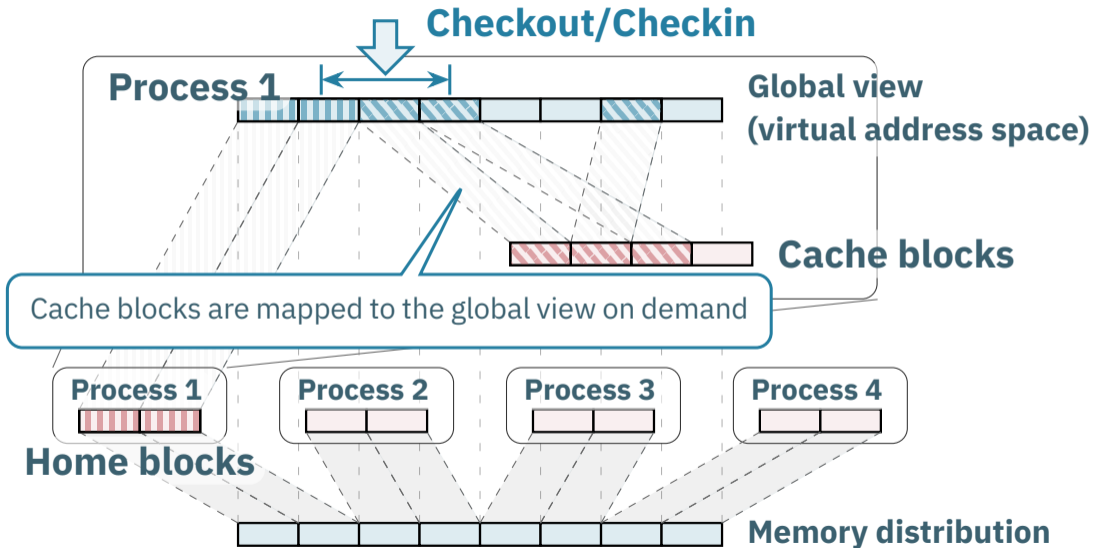 Checkout/Checkin
Process 1
Global view
(virtual address space)
Cache blocks
Cache blocks are mapped to the global view on demand
Process 1
Process 2
Process 3
Process 4
Home blocks
Memory distribution